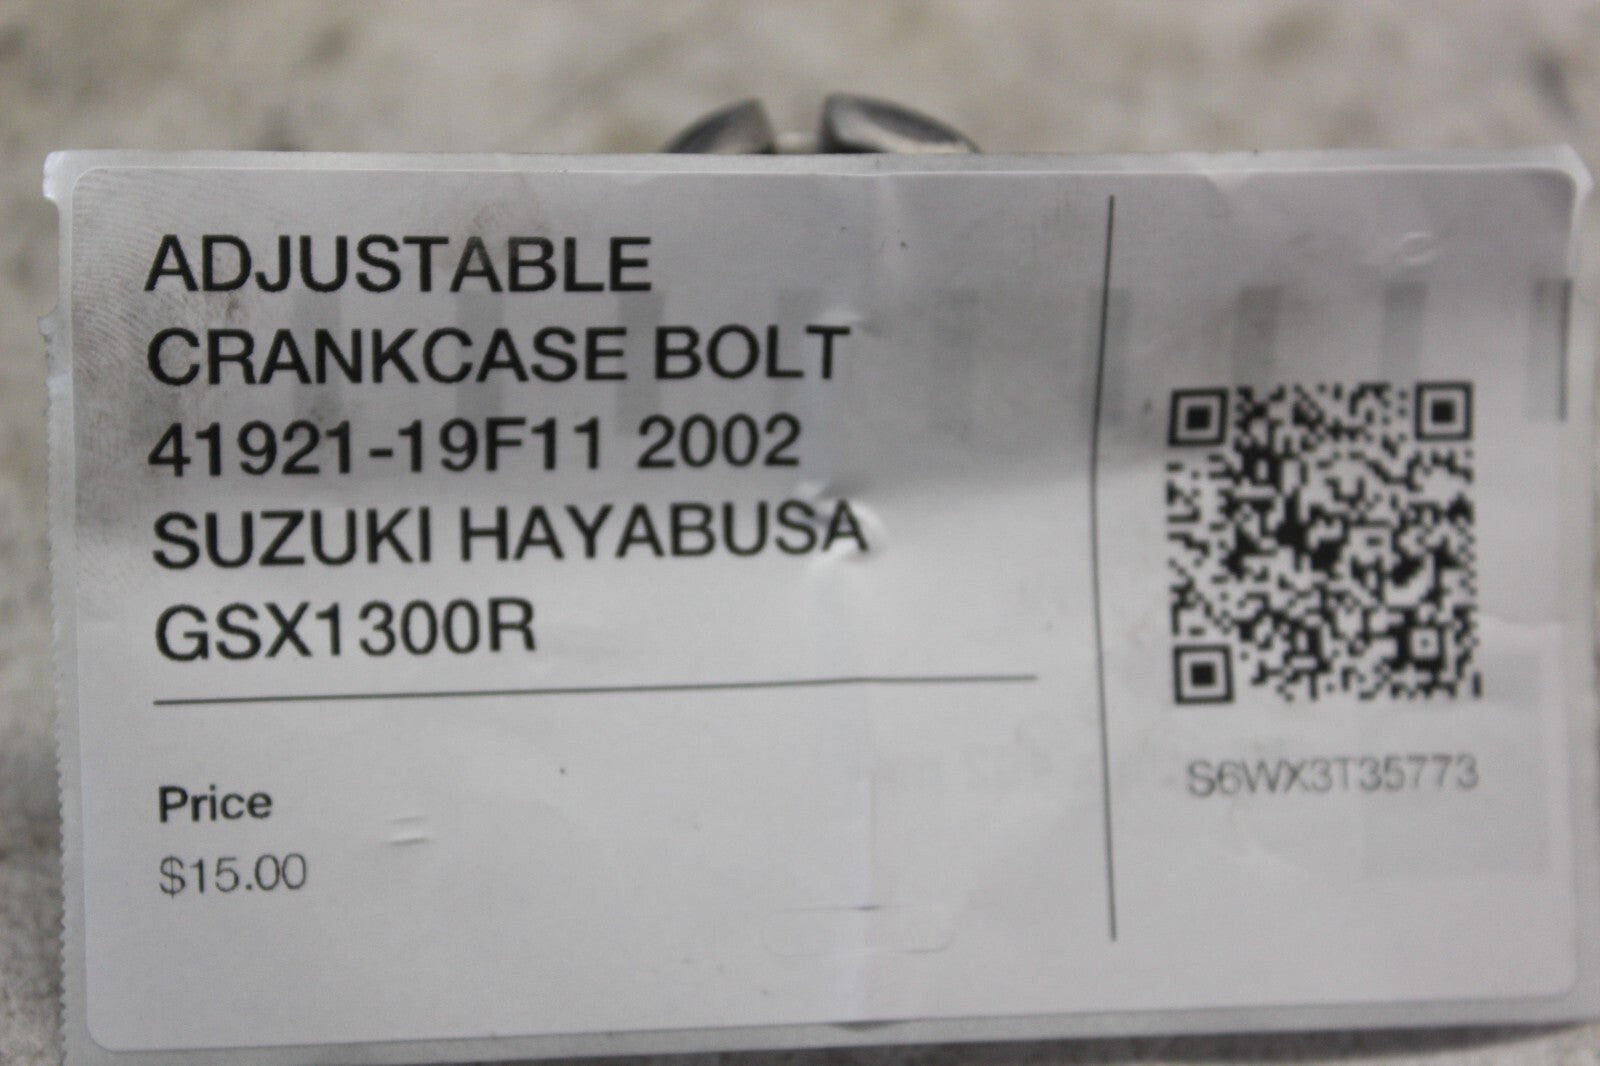 ADJUSTABLE
CRANKCASE BOLT
41921-19F11 2002
SUZUKI HAYABUSA
GSX1300R
Price
$15.00
S6WX3T35773